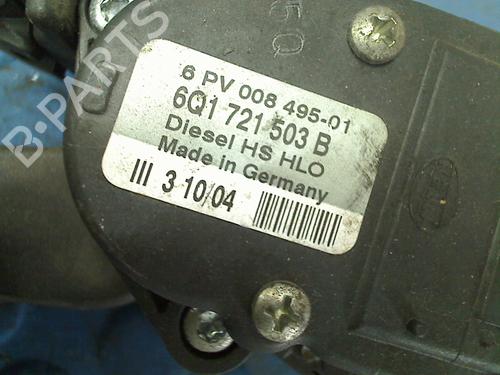 5Q
6 PV 008 495-01
6Q1 721 503 B
Diesel HS HLO
Made in Germany
III 3 10/04
B-PARTS